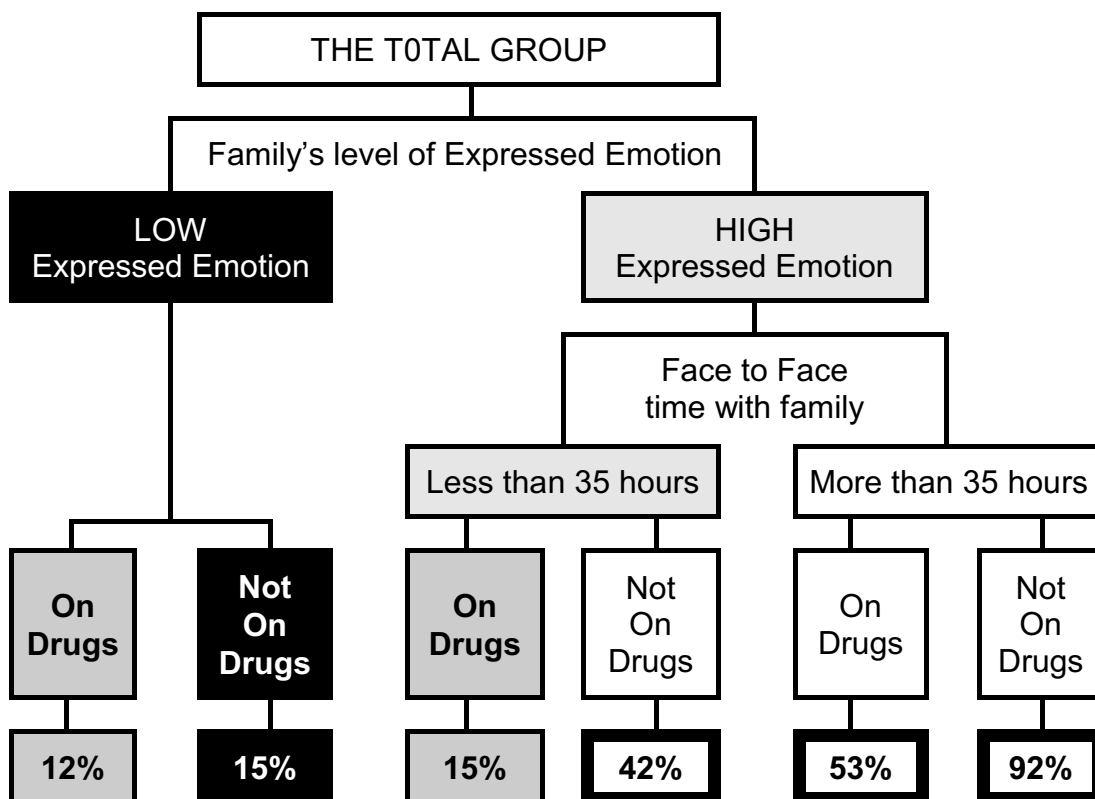 THE T0TAL GROUP
Family’s level of Expressed Emotion
LOW
Expressed Emotion
HIGH
Expressed Emotion
Face to Face
time with family
Less than 35 hours
More than 35 hours
On
Drugs
Not
On
Drugs
On
Drugs
Not
On
Drugs
On
Drugs
Not
On
Drugs
12%
15%
15%
42%
53%
92%